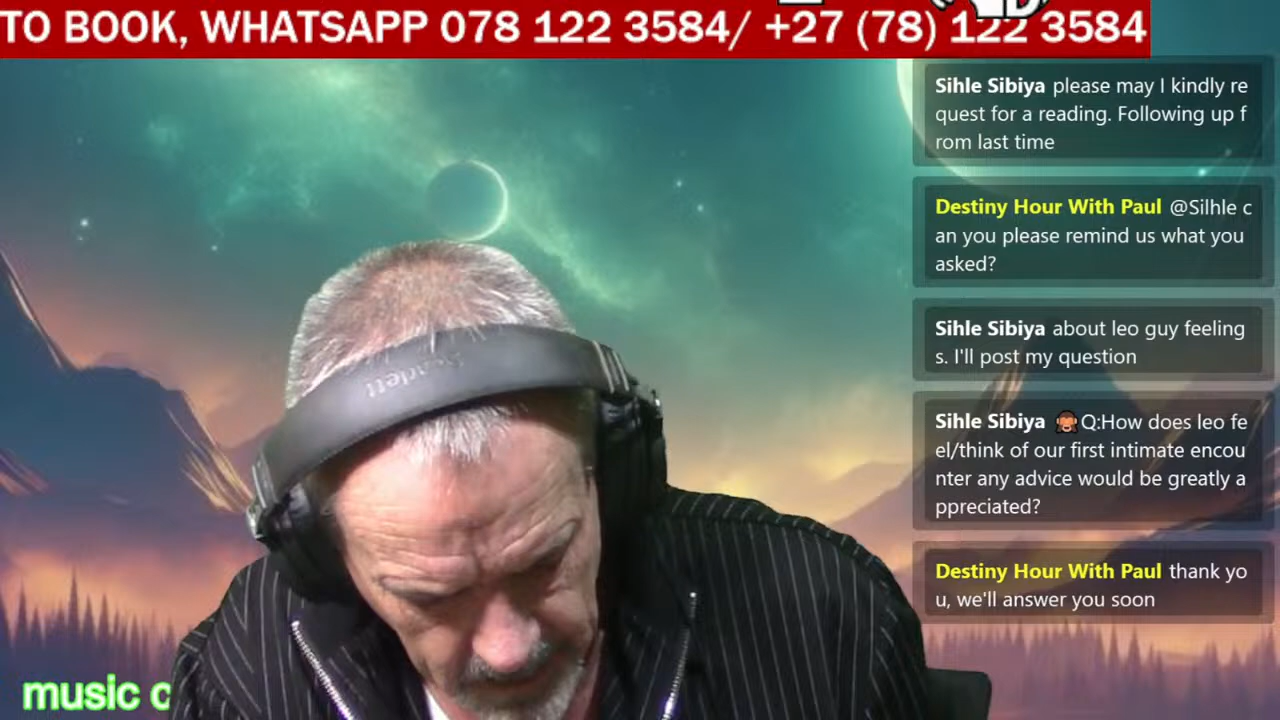 TO BOOK, WHATSAPP 078 122 3584/ +27 (78) 122 3584
Sihle Sibiya please may I kindly re
quest for a reading. Following up f
rom last time
Destiny Hour With Paul @Silhle c
an you please remind us what you
asked?
Sihle Sibiya about leo guy feeling
s. I'll post my question
Sihle Sibiya 🙈Q:How does leo fe
el/think of our first intimate encou
nter any advice would be greatly a
ppreciated?
Destiny Hour With Paul thank yo
u, we'll answer you soon
Scarlett
music c